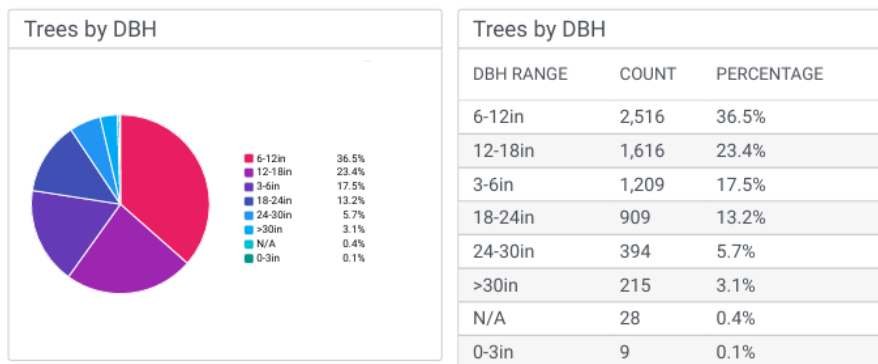 Trees by DBH
6-12in 36.5%
12-18in 23.4%
3-6in 17.5%
18-24in 13.2%
24-30in 5.7%
>30in 3.1%
N/A 0.4%
0-3in 0.1%
Trees by DBH
DBH RANGE COUNT PERCENTAGE
6-12in 2,516 36.5%
12-18in 1,616 23.4%
3-6in 1,209 17.5%
18-24in 909 13.2%
24-30in 394 5.7%
>30in 215 3.1%
N/A 28 0.4%
0-3in 9 0.1%